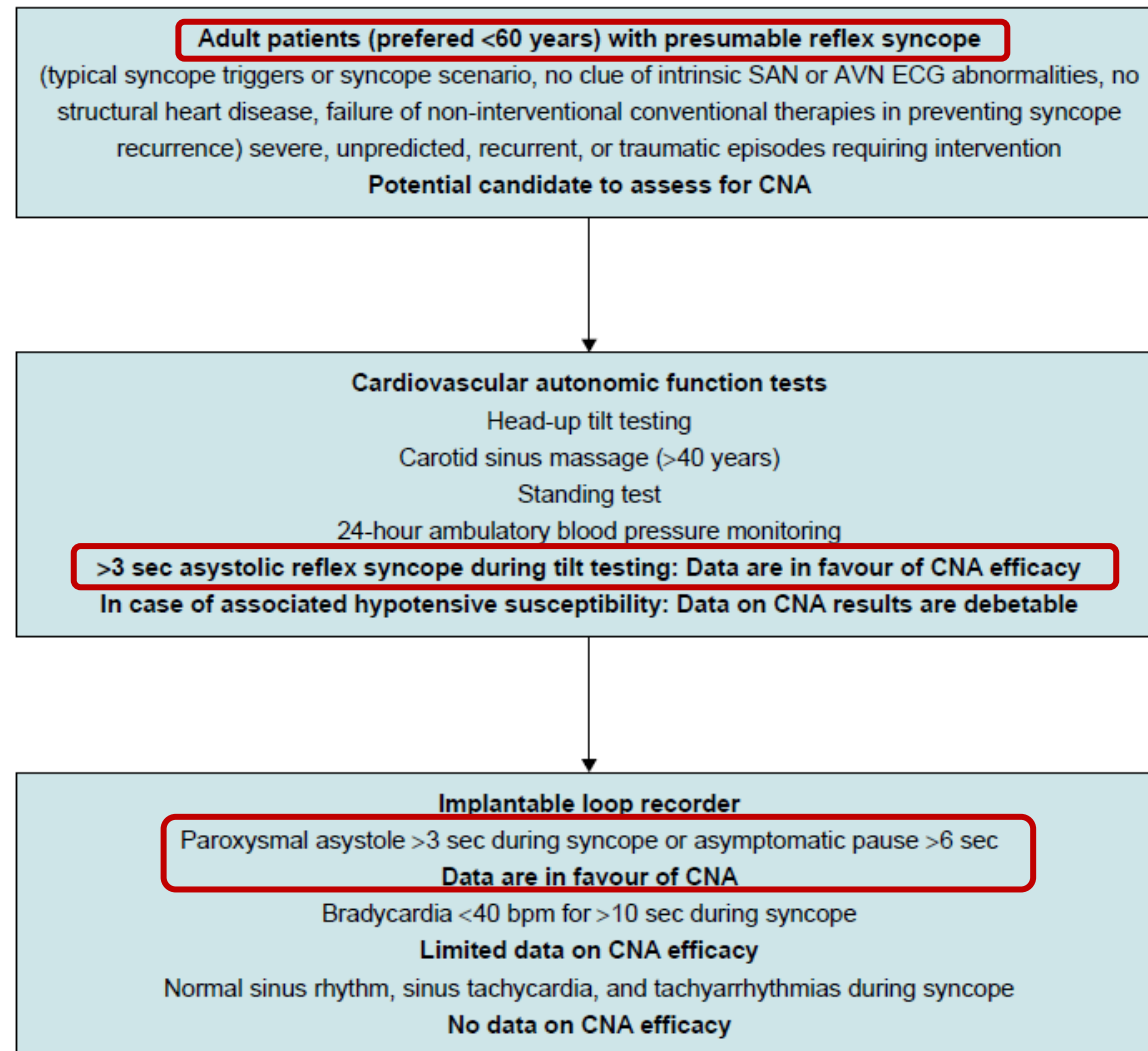 Adult patients (prefered <60 years) with presumable reflex syncope
(typical syncope triggers or syncope scenario, no clue of intrinsic SAN or AVN ECG abnormalities, no
structural heart disease, failure of non-interventional conventional therapies in preventing syncope
recurrence) severe, unpredicted, recurrent, or traumatic episodes requiring intervention
Potential candidate to assess for CNA
Cardiovascular autonomic function tests
Head-up tilt testing
Carotid sinus massage (>40 years)
Standing test
24-hour ambulatory blood pressure monitoring
>3 sec asystolic reflex syncope during tilt testing: Data are in favour of CNA efficacy
In case of associated hypotensive susceptibility: Data on CNA results are debetable
Implantable loop recorder
Paroxysmal asystole >3 sec during syncope or asymptomatic pause >6 sec
Data are in favour of CNA
Bradycardia <40 bpm for >10 sec during syncope
Limited data on CNA efficacy
Normal sinus rhythm, sinus tachycardia, and tachyarrhythmias during syncope
No data on CNA efficacy